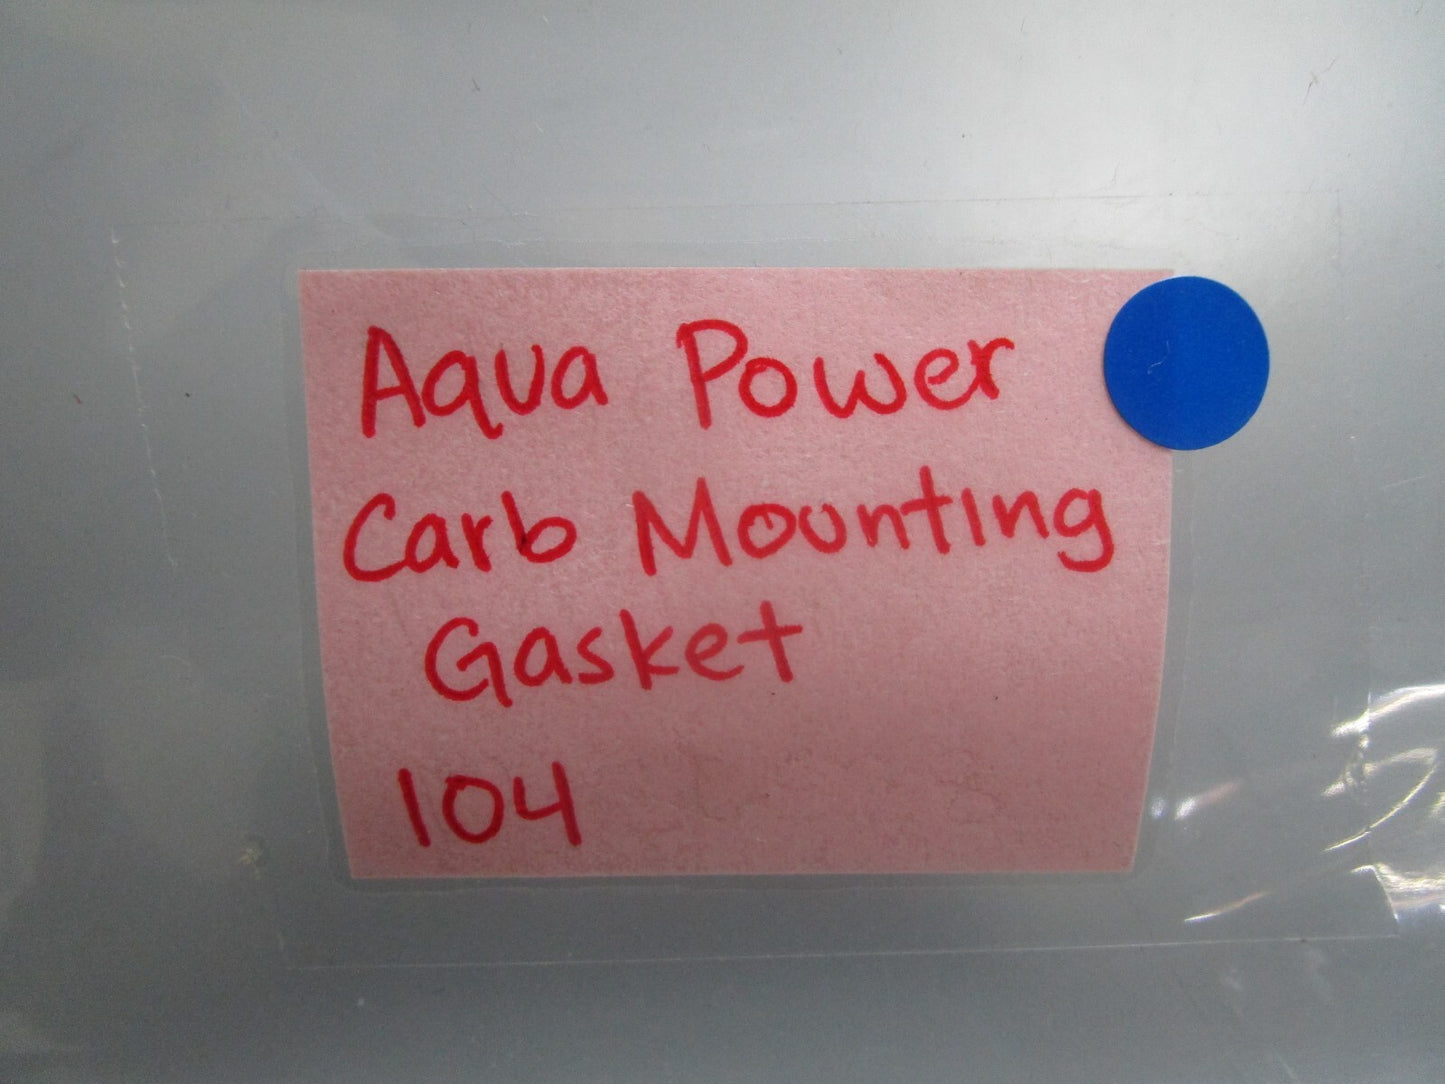 Aqua Power
Carb Mounting
Gasket
104